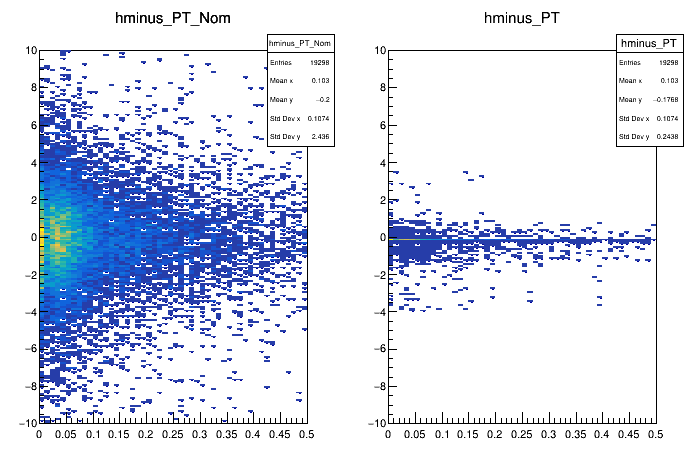 hminus_PT_Nom
hminus_PT_Nom
Entries 19298
Mean x 0.103
Mean y −0.2
Std Dev x 0.1074
Std Dev y 2.436
10
8
6
4
2
0
−2
−4
−6
−8
−10
0 0.05 0.1 0.15 0.2 0.25 0.3 0.35 0.4 0.45 0.5
hminus_PT
hminus_PT
Entries 19298
Mean x 0.103
Mean y −0.1768
Std Dev x 0.1074
Std Dev y 0.2438
10
8
6
4
2
0
−2
−4
−6
−8
−10
0 0.05 0.1 0.15 0.2 0.25 0.3 0.35 0.4 0.45 0.5